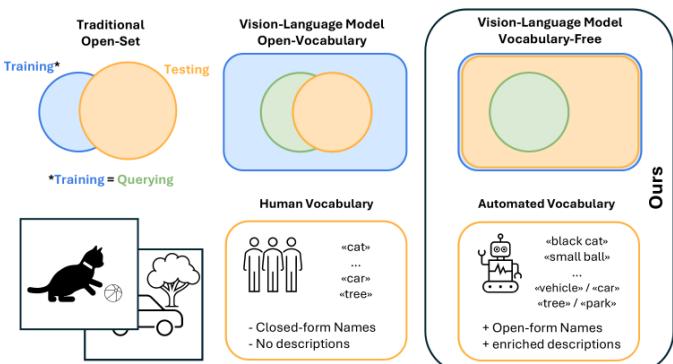 Traditional
Open-Set
Training*
Testing
*Training = Querying
Vision-Language Model
Open-Vocabulary
Human Vocabulary
«cat»
...
«car»
«tree»
- Closed-form Names
- No descriptions
Vision-Language Model
Vocabulary-Free
Automated Vocabulary
«black cat»
«small ball»
...
«vehicle» / «car»
«tree» / «park»
+ Open-form Names
+ enriched descriptions
Ours